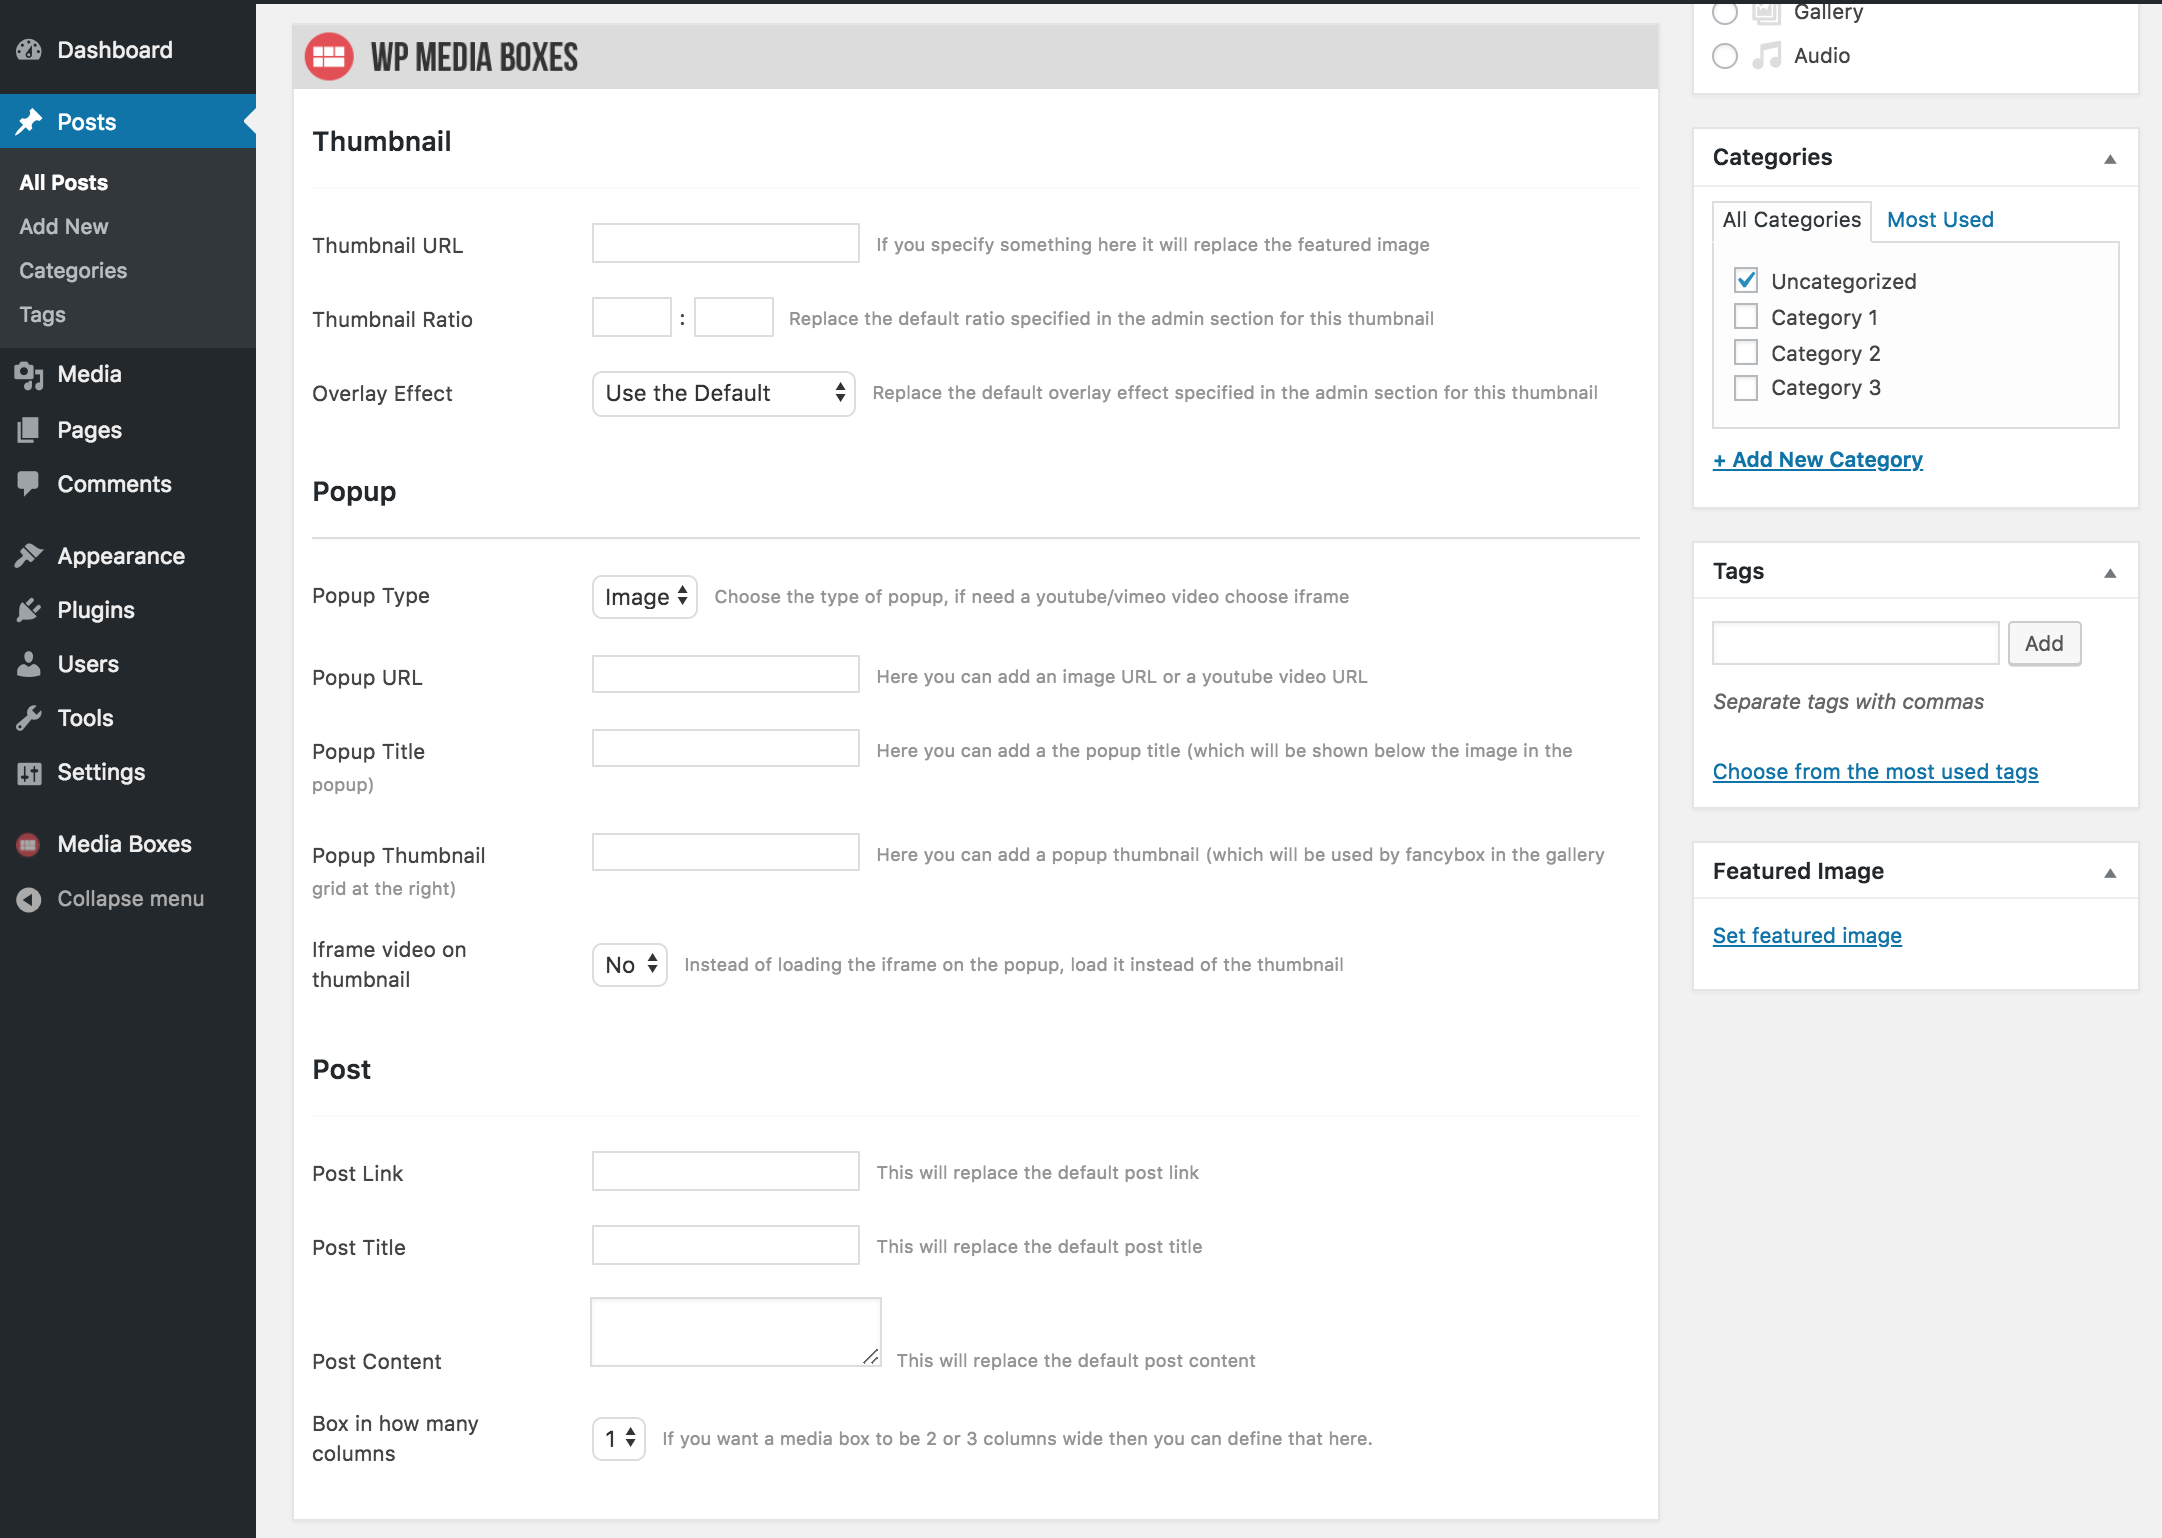 Dashboard
Posts
All Posts
Add New
Categories
Tags
Media
Pages
Comments
Appearance
Plugins
Users
Tools
Settings
Media Boxes
Collapse menu
WP MEDIA BOXES
Thumbnail
Thumbnail URL If you specify something here it will replace the featured image
Thumbnail Ratio : Replace the default ratio specified in the admin section for this thumbnail
Overlay Effect Use the Default Replace the default overlay effect specified in the admin section for this thumbnail
Popup
Popup Type Image Choose the type of popup, if need a youtube/vimeo video choose iframe
Popup URL Here you can add an image URL or a youtube video URL
Popup Title Here you can add a the popup title (which will be shown below the image in the
popup)
Popup Thumbnail Here you can add a popup thumbnail (which will be used by fancybox in the gallery
grid at the right)
Iframe video on
thumbnail
No Instead of loading the iframe on the popup, load it instead of the thumbnail
Post
Post Link This will replace the default post link
Post Title This will replace the default post title
Post Content This will replace the default post content
Box in how many
columns
1 If you want a media box to be 2 or 3 columns wide then you can define that here.
Gallery
Audio
Categories
All Categories Most Used
Uncategorized
Category 1
Category 2
Category 3
+ Add New Category
Tags
Add
Separate tags with commas
Choose from the most used tags
Featured Image
Set featured image